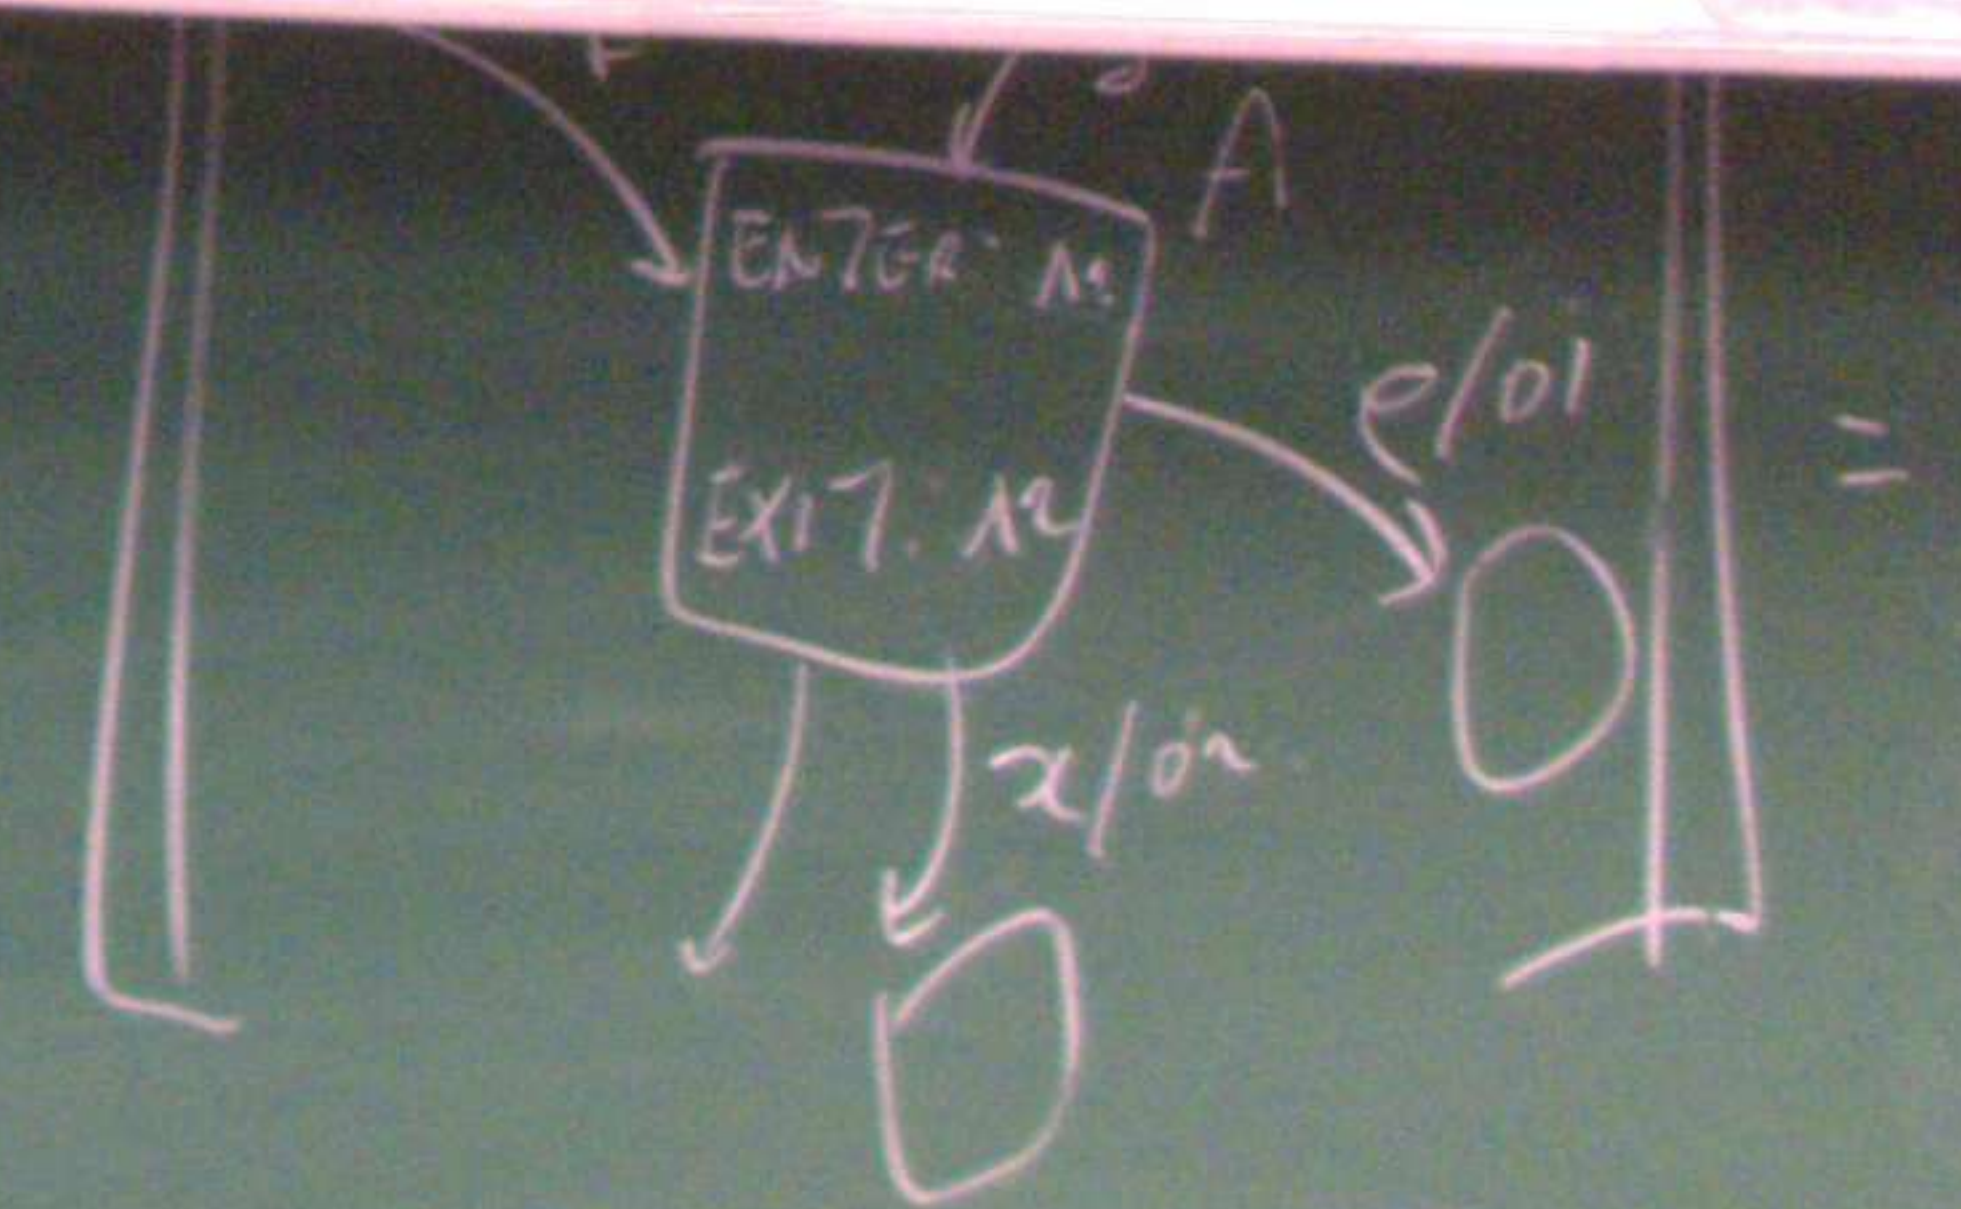 A
ENTER: Λ1
e/o1
=
EXIT: Λ2
x/o2